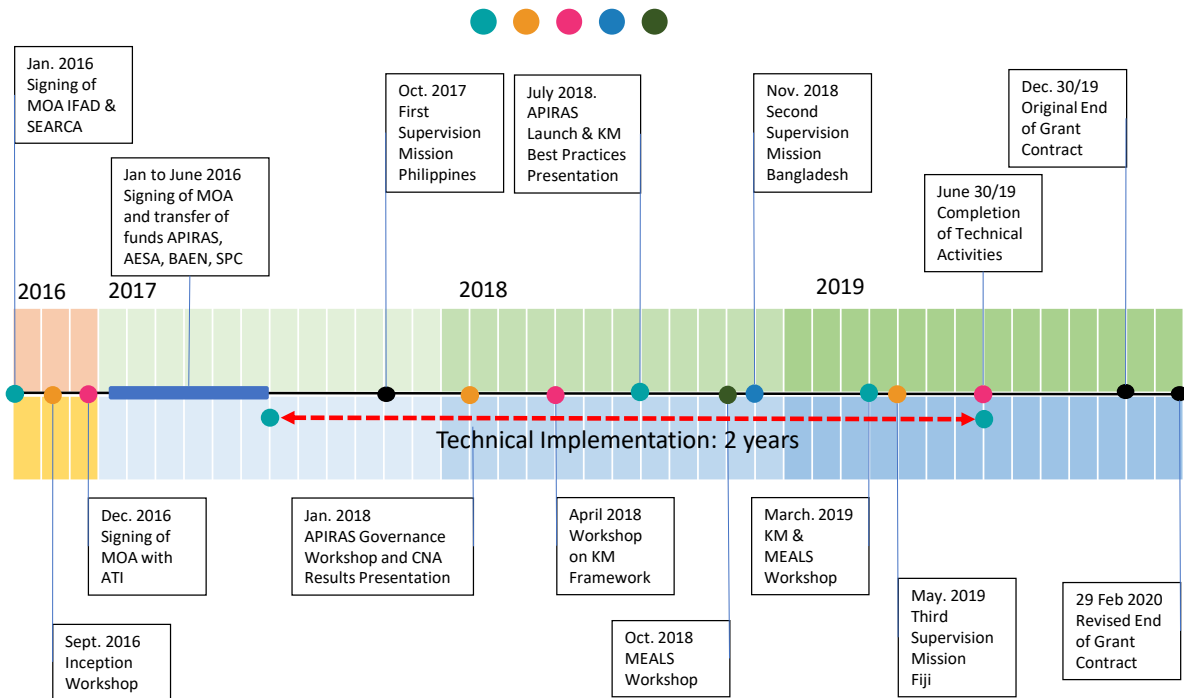 Jan. 2016
Signing of
MOA IFAD &
SEARCA
Jan to June 2016
Signing of MOA
and transfer of
funds APIRAS,
AESA, BAEN, SPC
Oct. 2017
First
Supervision
Mission
Philippines
July 2018.
APIRAS
Launch & KM
Best Practices
Presentation
Nov. 2018
Second
Supervision
Mission
Bangladesh
Dec. 30/19
Original End
of Grant
Contract
June 30/19
Completion
of Technical
Activities
2016
2017
2018
2019
Technical Implementation: 2 years
Dec. 2016
Signing of
MOA with
ATI
Sept. 2016
Inception
Workshop
Jan. 2018
APIRAS Governance
Workshop and CNA
Results Presentation
April 2018
Workshop
on KM
Framework
Oct. 2018
MEALS
Workshop
March. 2019
KM &
MEALS
Workshop
May. 2019
Third
Supervision
Mission
Fiji
29 Feb 2020
Revised End
of Grant
Contract